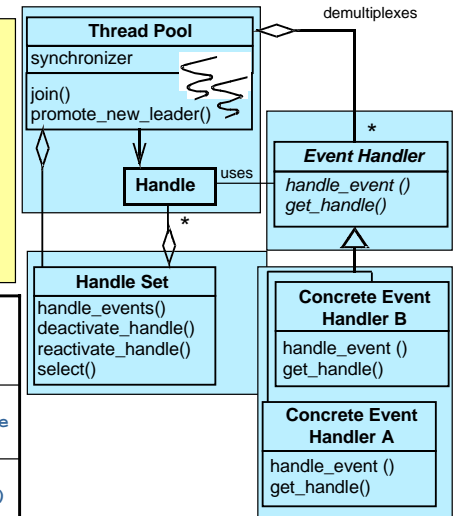 demultiplexes
Thread Pool
synchronizer
join()
promote_new_leader()
*
Event Handler
handle_event ()
get_handle()
uses
Handle
*
Handle Set
handle_events()
deactivate_handle()
reactivate_handle()
select()
Concrete Event
Handler B
handle_event ()
get_handle()
Concrete Event
Handler A
handle_event ()
get_handle()
e
)